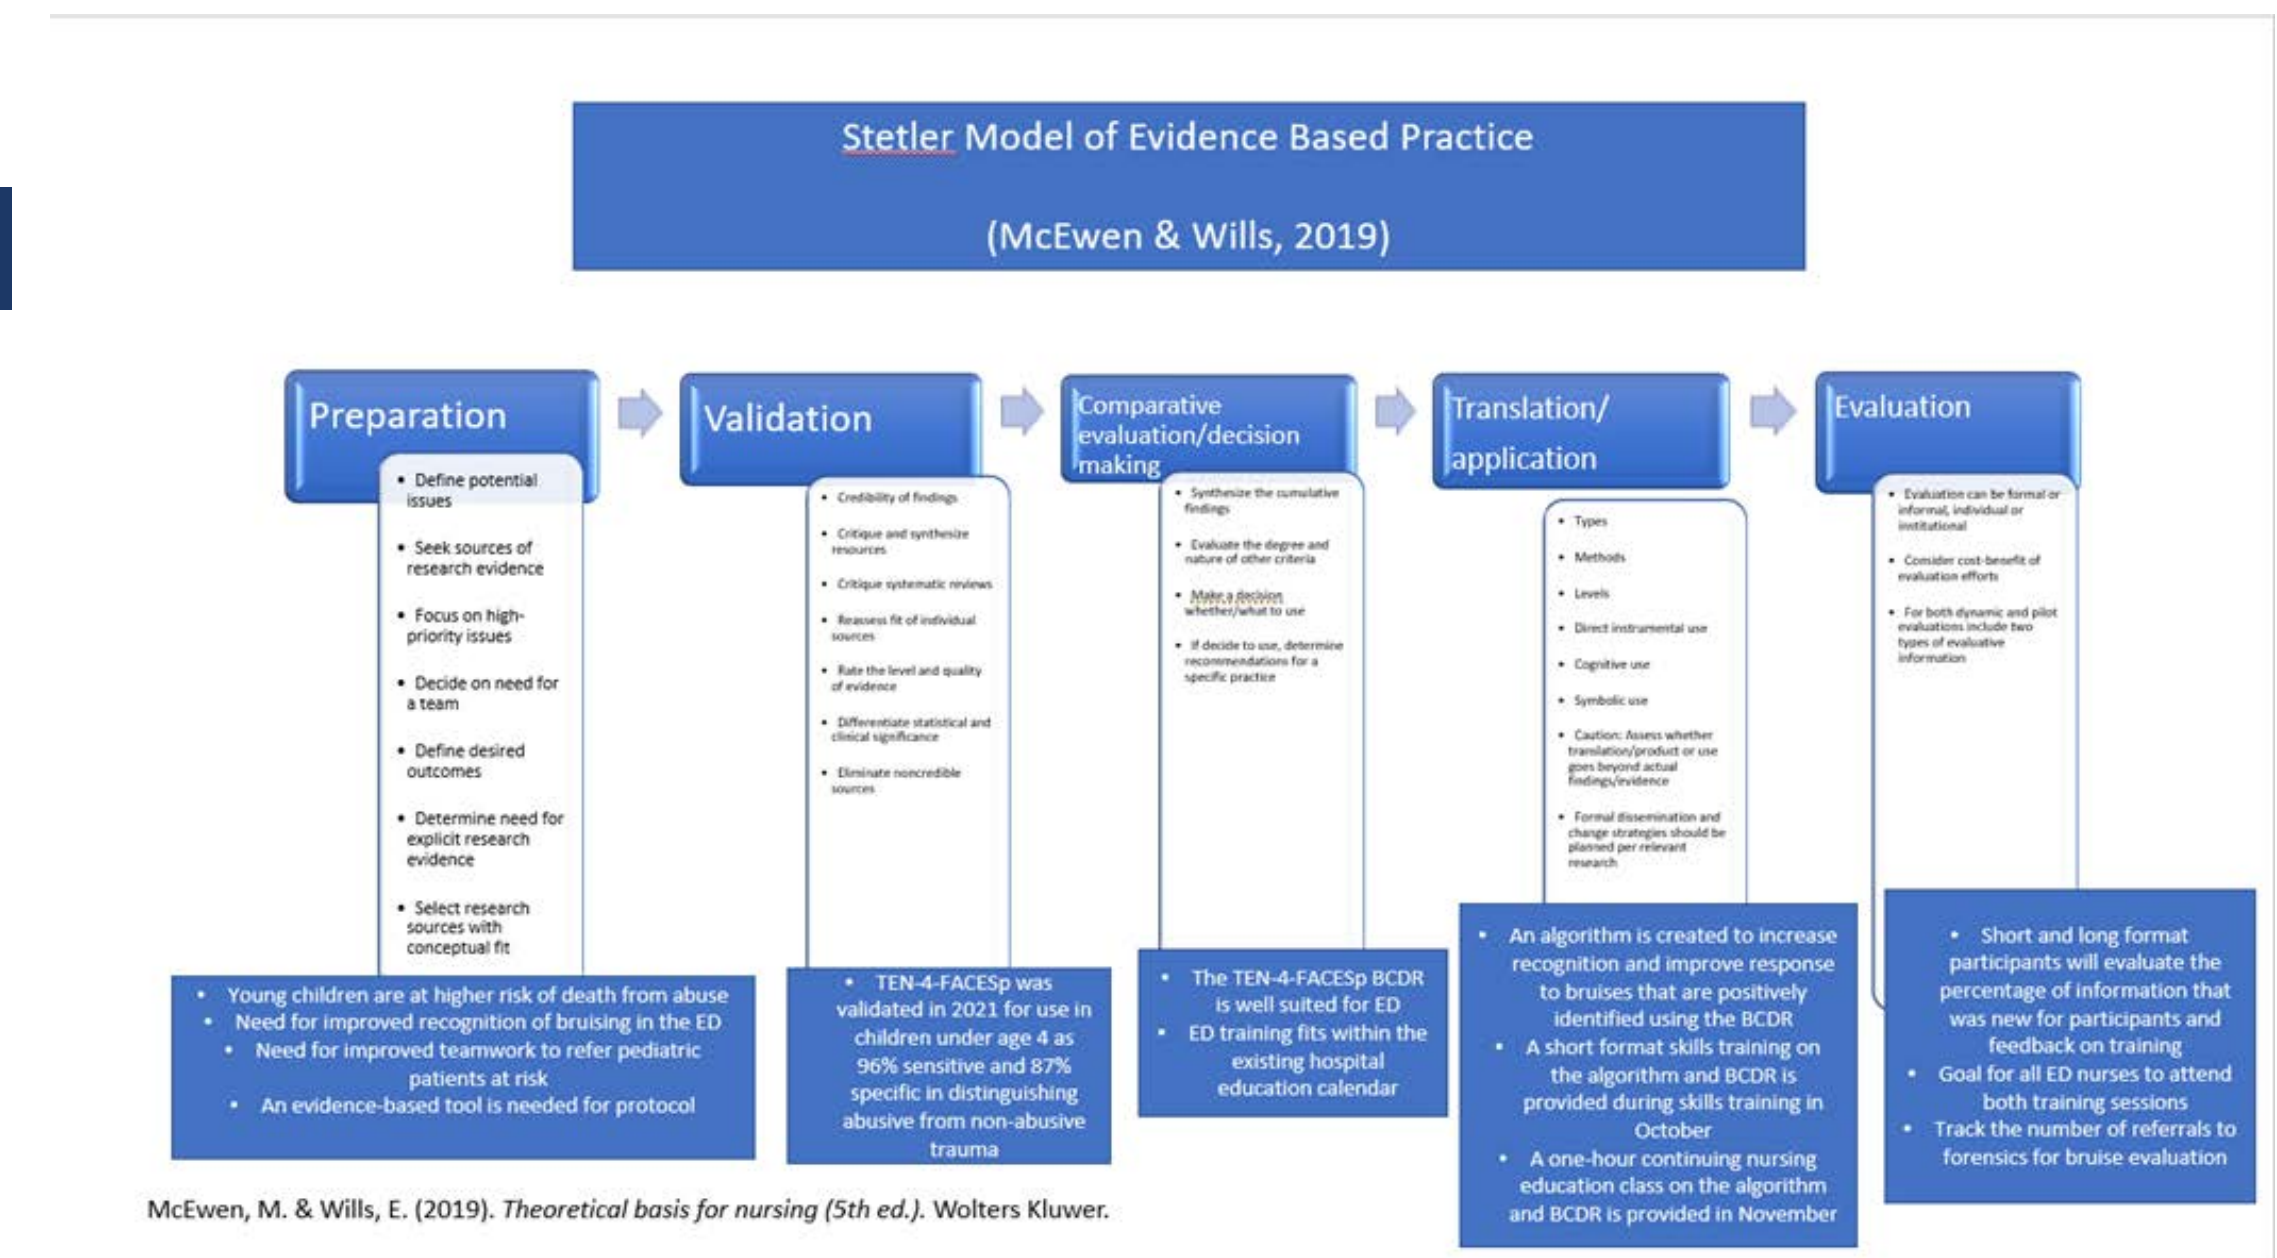 Stetler Model of Evidence Based Practice
(McEwen & Wills, 2019)
Preparation
• Define potential
issues
• Seek sources of
research evidence
• Focus on high-
priority issues
• Decide on need for
a team
• Define desired
outcomes
• Determine need for
explicit research
evidence
• Select research
sources with
conceptual fit
• Young children are at higher risk of death from abuse
• Need for improved recognition of bruising in the ED
• Need for improved teamwork to refer pediatric
patients at risk
• An evidence-based tool is needed for protocol
Validation
• Credibility of findings
• Critique and synthesize
resources
• Critique systematic reviews
• Reassess fit of individual
sources
• Rate the level and quality
of evidence
• Differentiate statistical and
clinical significance
• Eliminate noncredible
sources
• TEN-4-FACESp was
validated in 2021 for use in
children under age 4 as
96% sensitive and 87%
specific in distinguishing
abusive from non-abusive
trauma
Comparative
evaluation/decision
making
• Synthesize the cumulative
findings
• Evaluate the degree and
nature of other criteria
• Make a decision
whether/what to use
• If decide to use, determine
recommendations for a
specific practice
• The TEN-4-FACESp BCDR
is well suited for ED
• ED training fits within the
existing hospital
education calendar
Translation/
application
• Types
• Methods
• Levels
• Direct instrumental use
• Cognitive use
• Symbolic use
• Caution: Assess whether
translation/product or use
goes beyond actual
findings/evidence
• Formal dissemination and
change strategies should be
planned per relevant
research
• An algorithm is created to increase
recognition and improve response
to bruises that are positively
identified using the BCDR
• A short format skills training on
the algorithm and BCDR is
provided during skills training in
October
• A one-hour continuing nursing
education class on the algorithm
and BCDR is provided in November
Evaluation
• Evaluation can be formal or
informal, individual or
institutional
• Consider cost-benefit of
evaluation efforts
• For both dynamic and pilot
evaluations include two
types of evaluative
information
• Short and long format
participants will evaluate the
percentage of information that
was new for participants and
feedback on training
• Goal for all ED nurses to attend
both training sessions
• Track the number of referrals to
forensics for bruise evaluation
McEwen, M. & Wills, E. (2019). Theoretical basis for nursing (5th ed.). Wolters Kluwer.